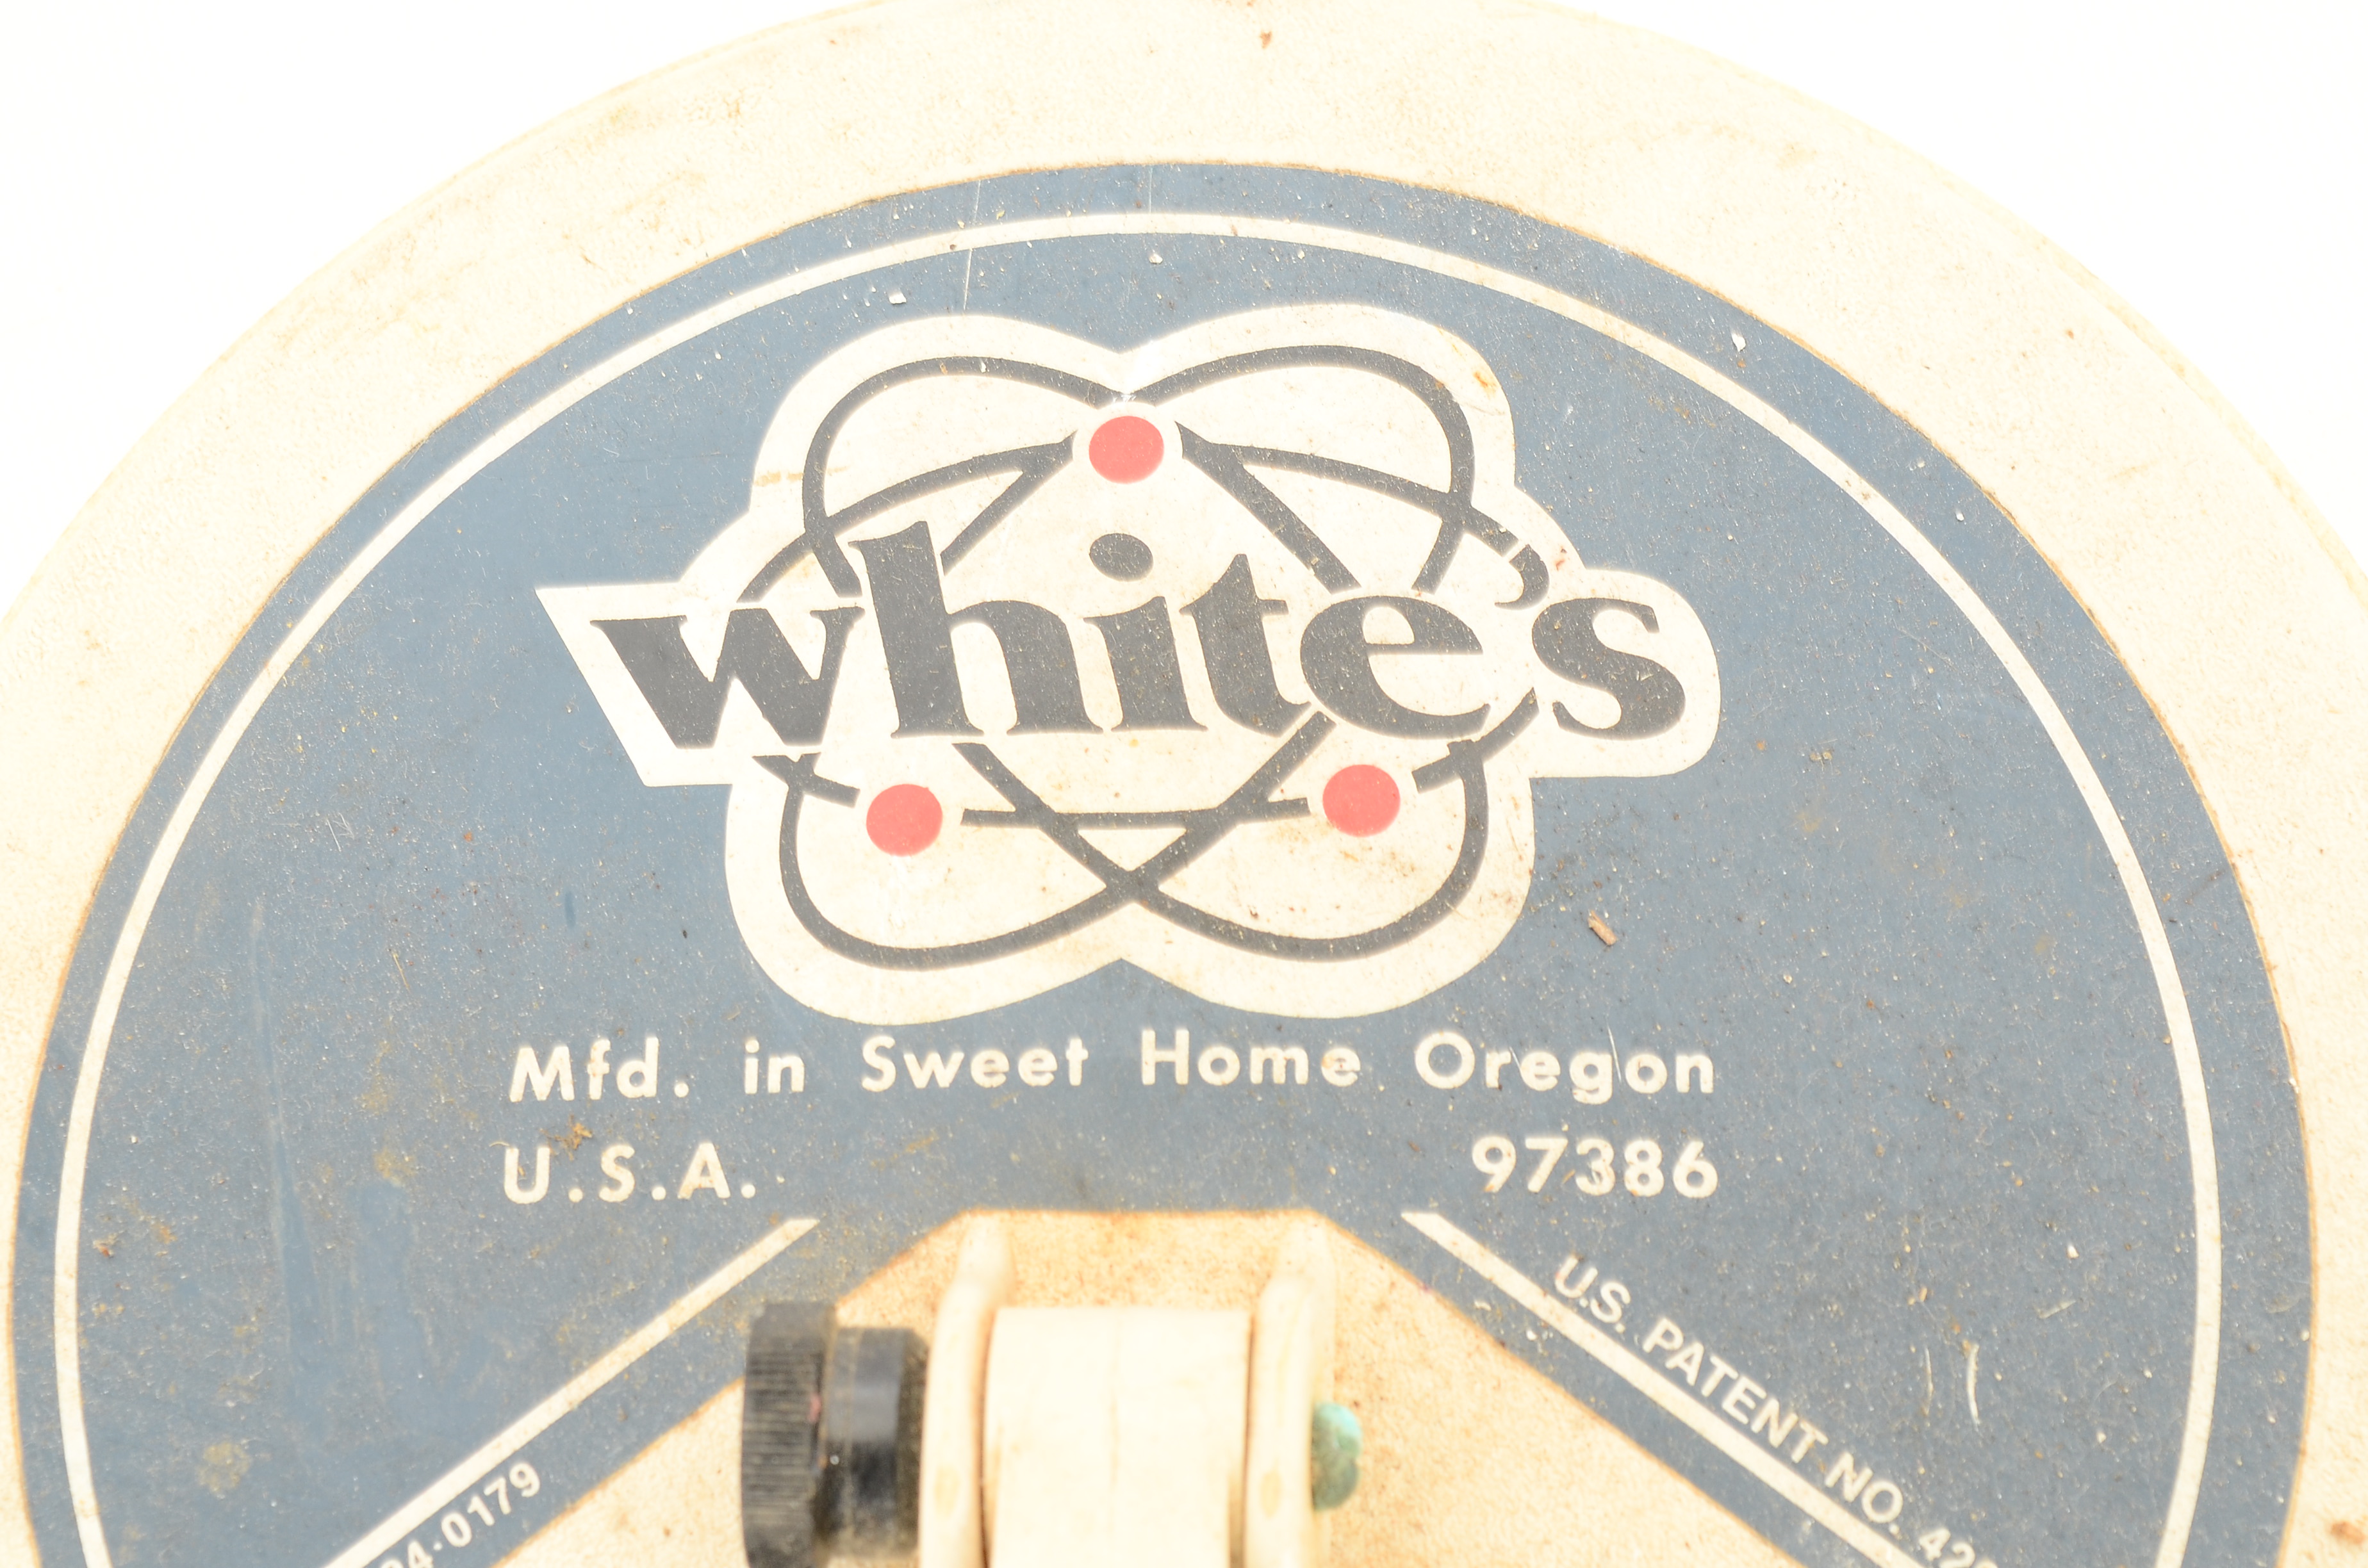 white's
Mfd. in Sweet Home Oregon
U.S.A. 97386
U.S. PATENT NO.